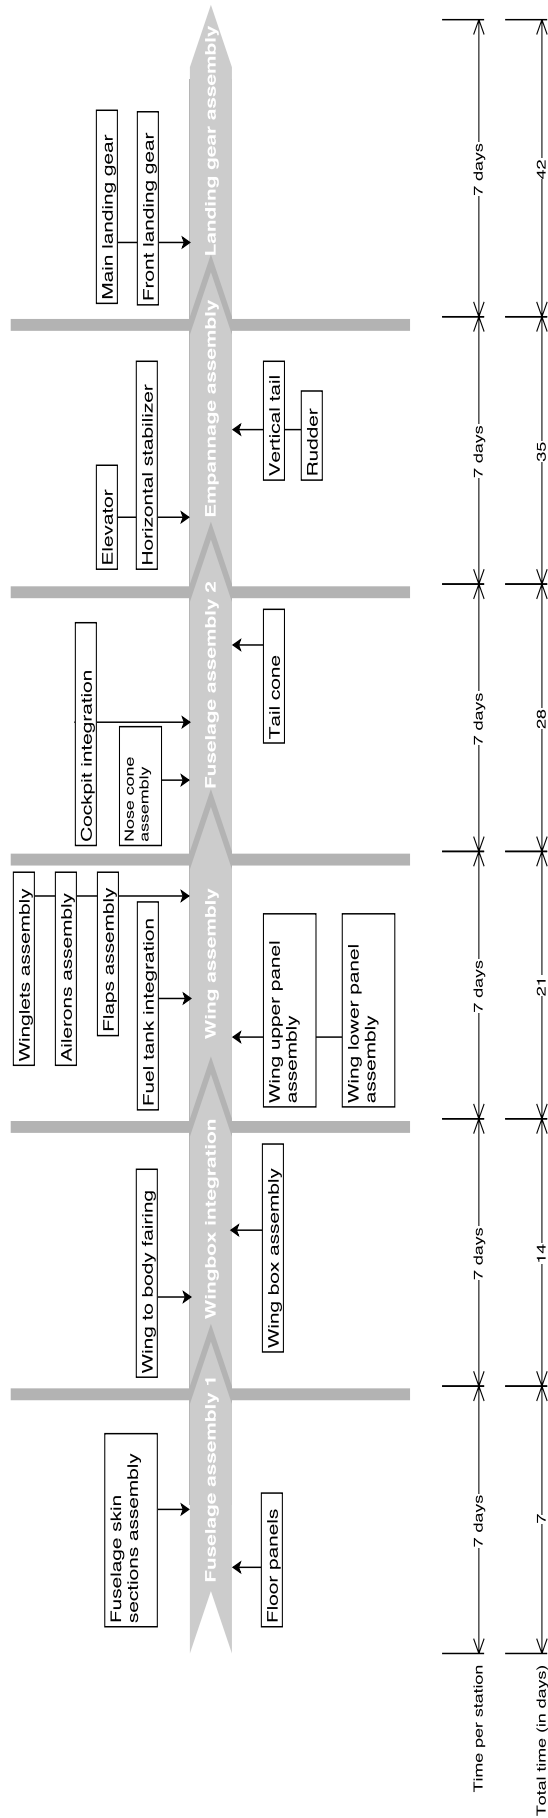 Fuselage assembly 1
Fuselage skin
sections assembly
Floor panels
7 days
7
Wingbox integration
Wing to body fairing
Wing box assembly
7 days
14
Wing assembly
Winglets assembly
Ailerons assembly
Flaps assembly
Fuel tank integration
Wing upper panel
assembly
Wing lower panel
assembly
7 days
21
Fuselage assembly 2
Cockpit integration
Nose cone
assembly
Tail cone
7 days
28
Empannage assembly
Elevator
Horizontal stabilizer
Vertical tail
Rudder
7 days
35
Landing gear assembly
Main landing gear
Front landing gear
7 days
42
Time per station
Total time (in days)